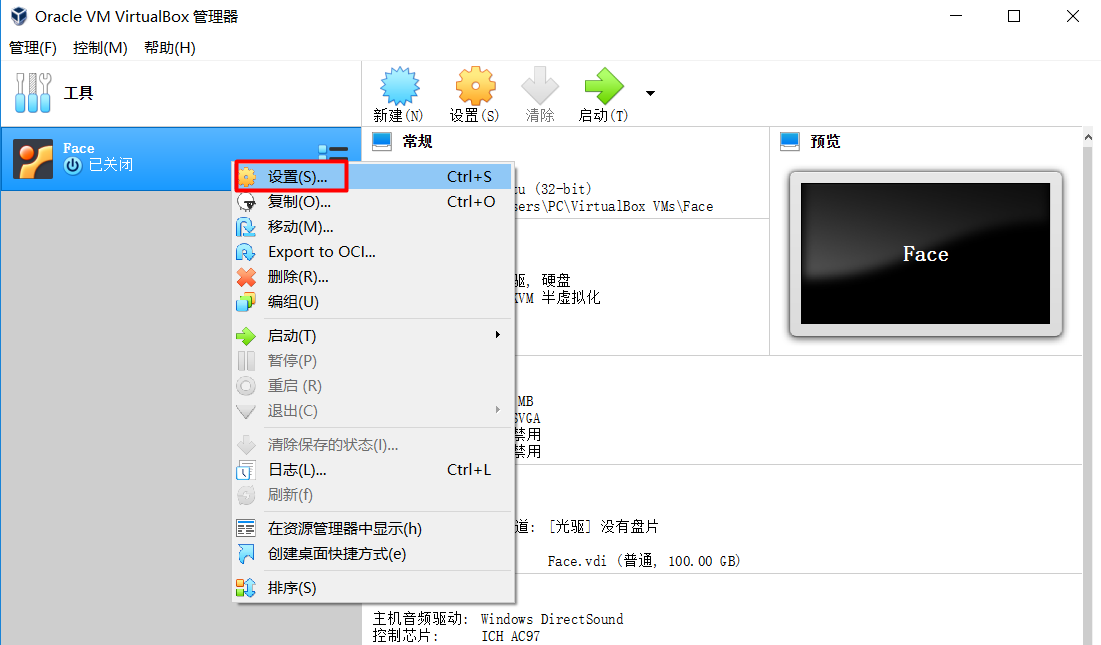 Oracle VM VirtualBox 管理器
管理(F) 控制(M) 帮助(H)
工具
新建(N) 设置(S) 清除 启动(T)
Face
已关闭
常规
预览
设置(S)... Ctrl+S
复制(O)... Ctrl+O
移动(M)...
Export to OCI...
删除(R)...
编组(U)
启动(T)
暂停(P)
重启 (R)
退出(C)
清除保存的状态(I)...
日志(L)... Ctrl+L
刷新(f)
在资源管理器中显示(h)
创建桌面快捷方式(e)
排序(S)
tu (32-bit)
sers\PC\VirtualBox VMs\Face
驱, 硬盘
KVM 半虚拟化
Face
MB
SVGA
禁用
禁用
道: [光驱] 没有盘片
Face.vdi (普通, 100.00 GB)
主机音频驱动: Windows DirectSound
控制芯片: ICH AC97